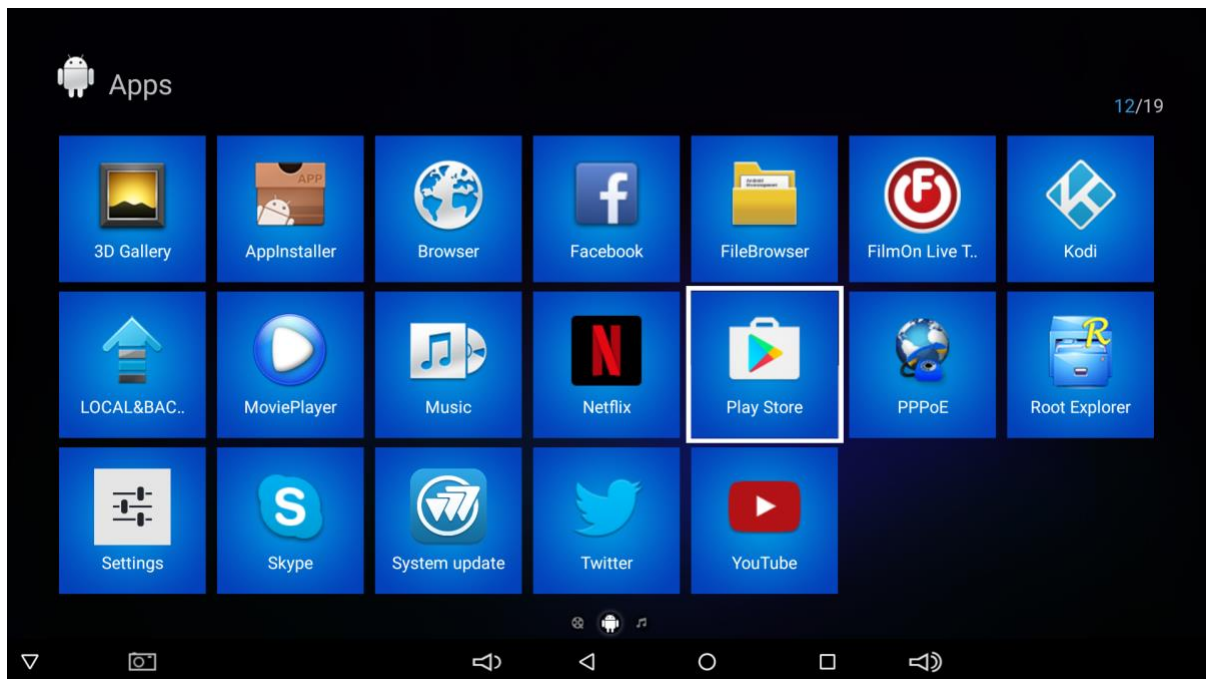 Apps
12/19
APP
3D Gallery AppInstaller Browser Facebook FileBrowser FilmOn Live T.. Kodi
LOCAL&BAC.. MoviePlayer Music Netflix Play Store PPPoE Root Explorer
Settings Skype System update Twitter YouTube